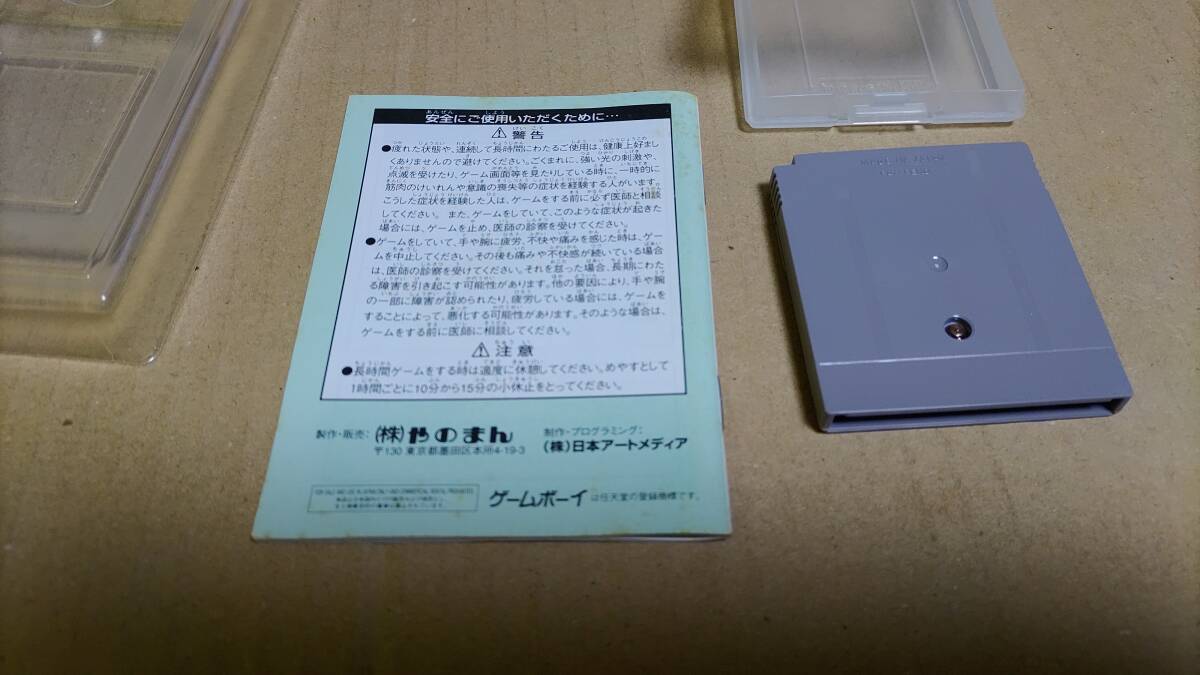 安全にご使用いただくために…
⚠警告
●疲れた状態や、連続して長時間にわたるご使用は、健康上好まし
くありませんので避けてください。ごくまれに、強い光の刺激や、
点滅を受けたり、ゲーム画面等を見たりしている時に、一時的に
筋肉のけいれんや意識の喪失等の症状を経験する人がいます。
こうした症状を経験した人は、ゲームをする前に必ず医師と相談
してください。また、ゲームをしていて、このような症状が起きた
場合には、ゲームを止め、医師の診察を受けてください。
●ゲームをしていて、手や腕に疲労、不快や痛みを感じた時は、ゲー
ムを中止してください。その後も痛みや不快感が続いている場合
は、医師の診察を受けてください。それを怠った場合、長期にわた
る障害を引き起こす可能性があります。他の要因により、手や腕
の一部に障害が認められたり、疲労している場合には、ゲームを
することによって、悪化する可能性があります。そのような場合は、
ゲームをする前に医師に相談してください。
⚠注意
●長時間ゲームをする時は適度に休憩してください。めやすとして
1時間ごとに10分から15分の小休止をとってください。
製作・販売：(株)やのまん
〒130 東京都墨田区本所4-19-3
制作・プログラミング：
(株)日本アートメディア
ゲームボーイは任天堂の登録商標です。
MADE IN JAPAN